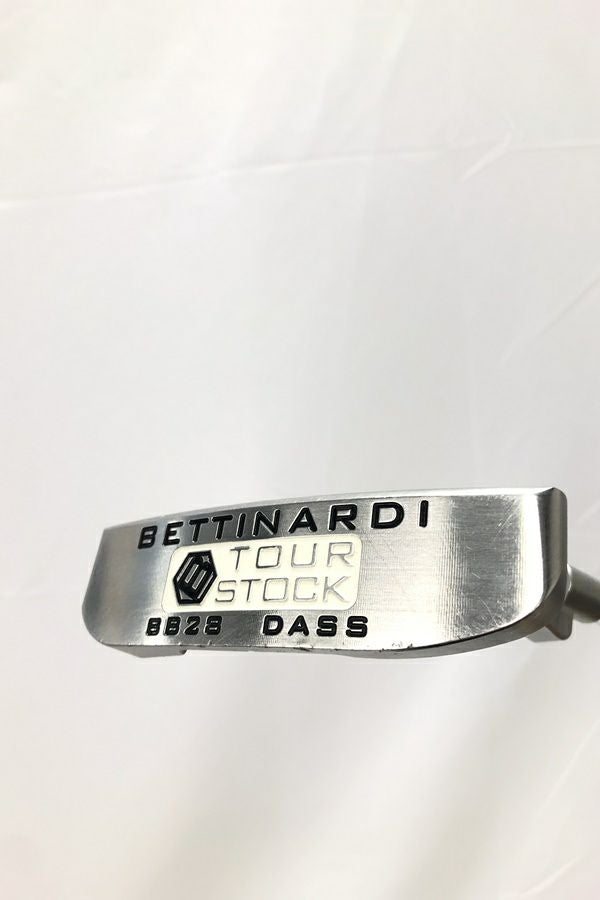 BETTINARDI
TOUR
STOCK
BB28 DASS